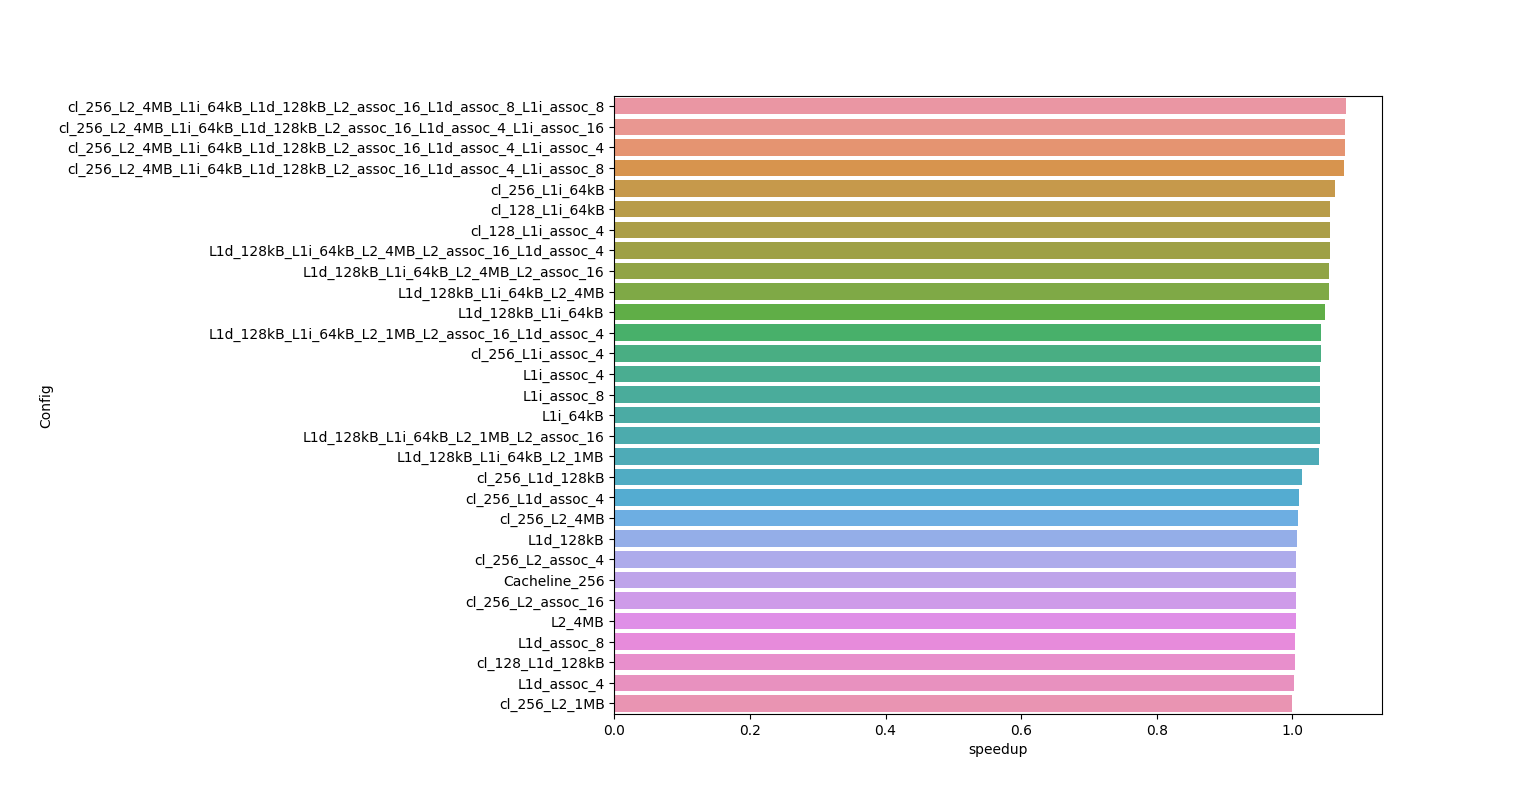 cl_256_L2_4MB_L1i_64kB_L1d_128kB_L2_assoc_16_L1d_assoc_8_L1i_assoc_8
cl_256_L2_4MB_L1i_64kB_L1d_128kB_L2_assoc_16_L1d_assoc_4_L1i_assoc_16
cl_256_L2_4MB_L1i_64kB_L1d_128kB_L2_assoc_16_L1d_assoc_4_L1i_assoc_4
cl_256_L2_4MB_L1i_64kB_L1d_128kB_L2_assoc_16_L1d_assoc_4_L1i_assoc_8
cl_256_L1i_64kB
cl_128_L1i_64kB
cl_128_L1i_assoc_4
L1d_128kB_L1i_64kB_L2_4MB_L2_assoc_16_L1d_assoc_4
L1d_128kB_L1i_64kB_L2_4MB_L2_assoc_16
L1d_128kB_L1i_64kB_L2_4MB
L1d_128kB_L1i_64kB
L1d_128kB_L1i_64kB_L2_1MB_L2_assoc_16_L1d_assoc_4
cl_256_L1i_assoc_4
L1i_assoc_4
L1i_assoc_8
L1i_64kB
L1d_128kB_L1i_64kB_L2_1MB_L2_assoc_16
L1d_128kB_L1i_64kB_L2_1MB
cl_256_L1d_128kB
cl_256_L1d_assoc_4
cl_256_L2_4MB
L1d_128kB
cl_256_L2_assoc_4
Cacheline_256
cl_256_L2_assoc_16
L2_4MB
L1d_assoc_8
cl_128_L1d_128kB
L1d_assoc_4
cl_256_L2_1MB
Config
0.0 0.2 0.4 0.6 0.8 1.0
speedup